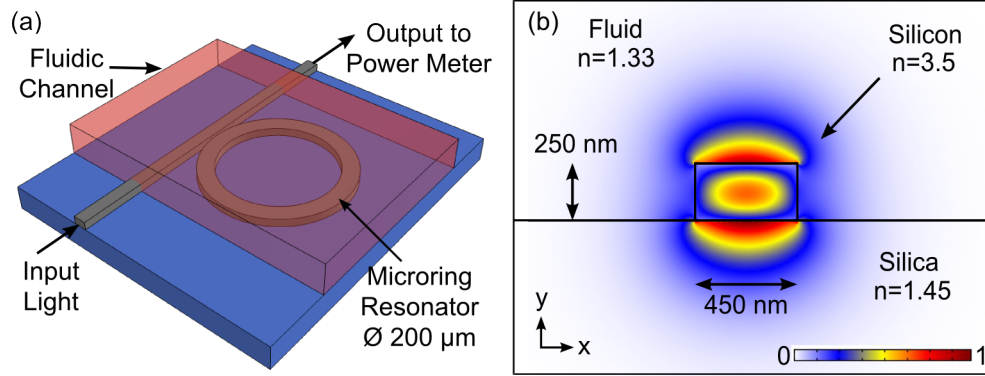 (a)
Fluidic
Channel
Output to
Power Meter
Input
Light
Microring
Resonator
Ø 200 µm
(b)
Fluid
n=1.33
Silicon
n=3.5
250 nm
450 nm
Silica
n=1.45
y
x
0
1